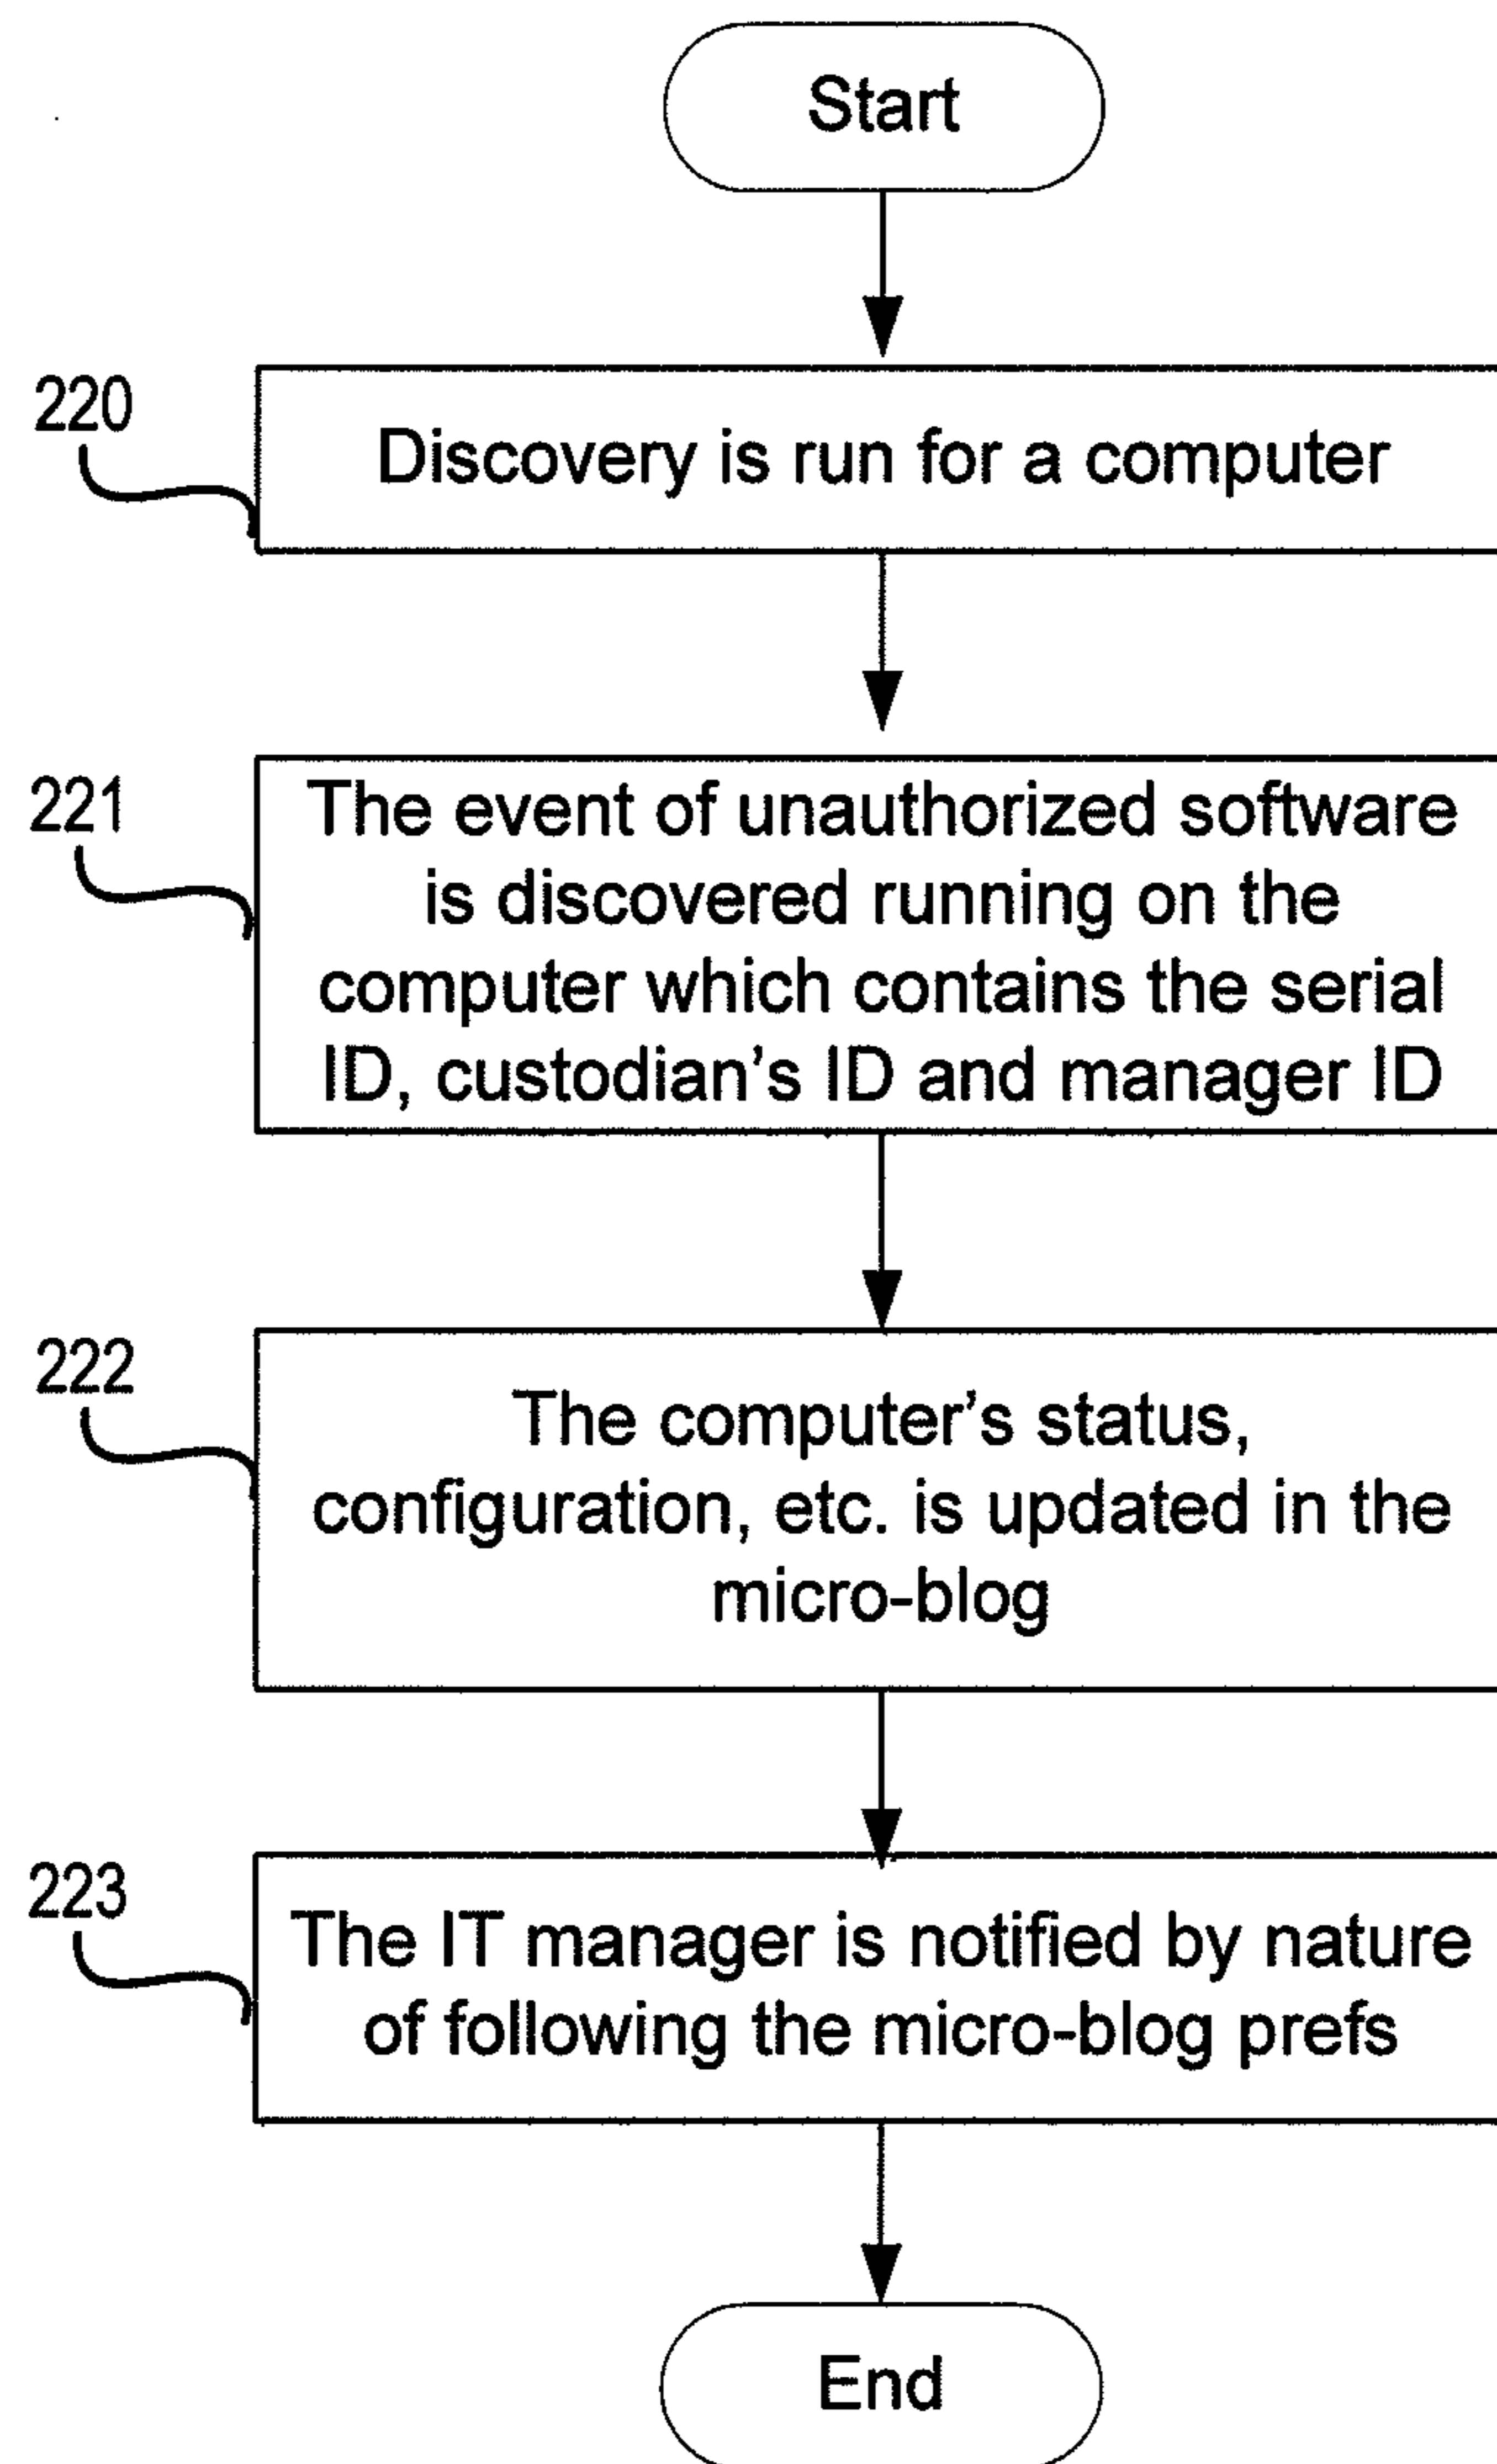 Start
220
Discovery is run for a computer
221
The event of unauthorized software
is discovered running on the
computer which contains the serial
ID, custodian's ID and manager ID
222
The computer's status,
configuration, etc. is updated in the
micro-blog
223
The IT manager is notified by nature
of following the micro-blog prefs
End